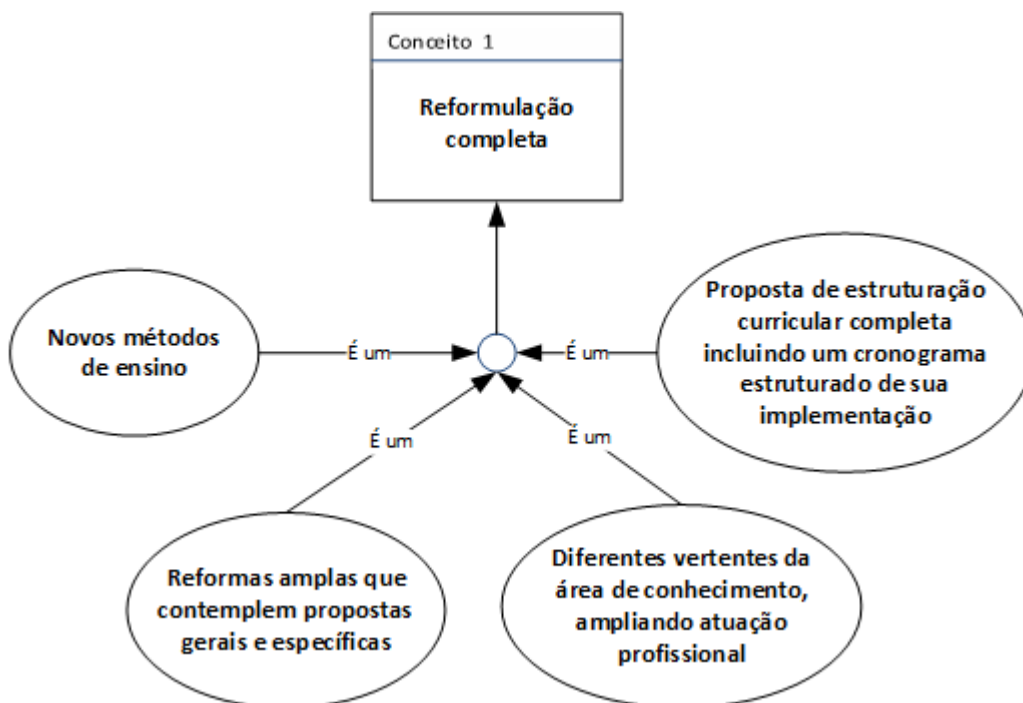 Conceito 1
Reformulação
completa
Novos métodos
de ensino
É um
É um
Proposta de estruturação
curricular completa
incluindo um cronograma
estruturado de sua
implementação
É um
É um
Reformas amplas que
contemplem propostas
gerais e específicas
Diferentes vertentes da
área de conhecimento,
ampliando atuação
profissional